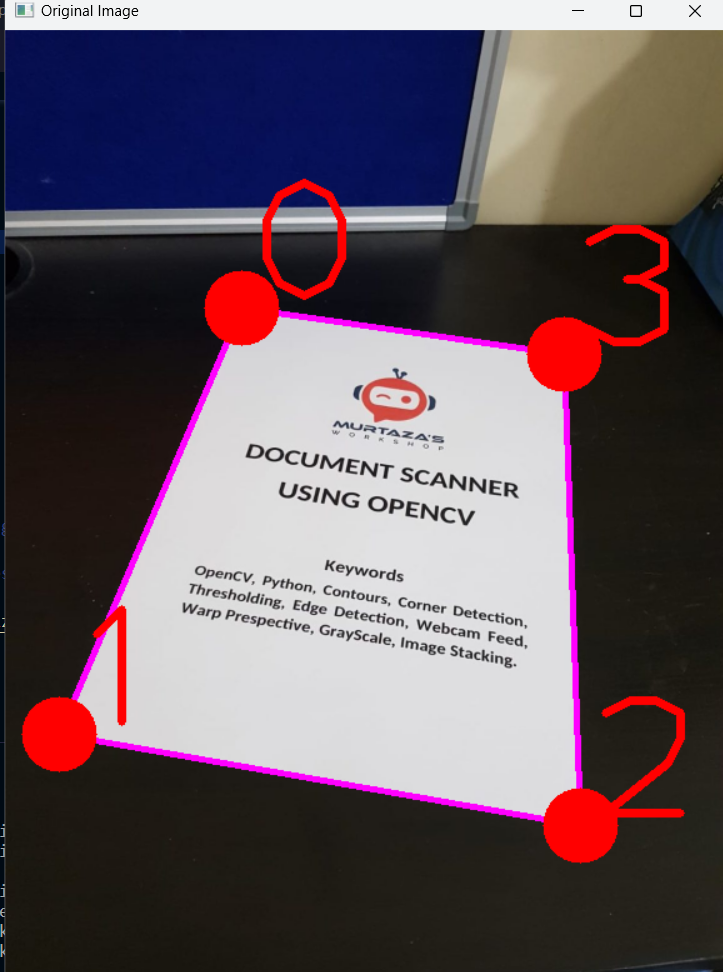 Original Image
0
3
MURTAZA'S
WORKSHOP
DOCUMENT SCANNER
USING OPENCV
Keywords
OpenCV, Python, Contours, Corner Detection,
Thresholding, Edge Detection, Webcam Feed,
Warp Prespective, GrayScale, Image Stacking.
1
2